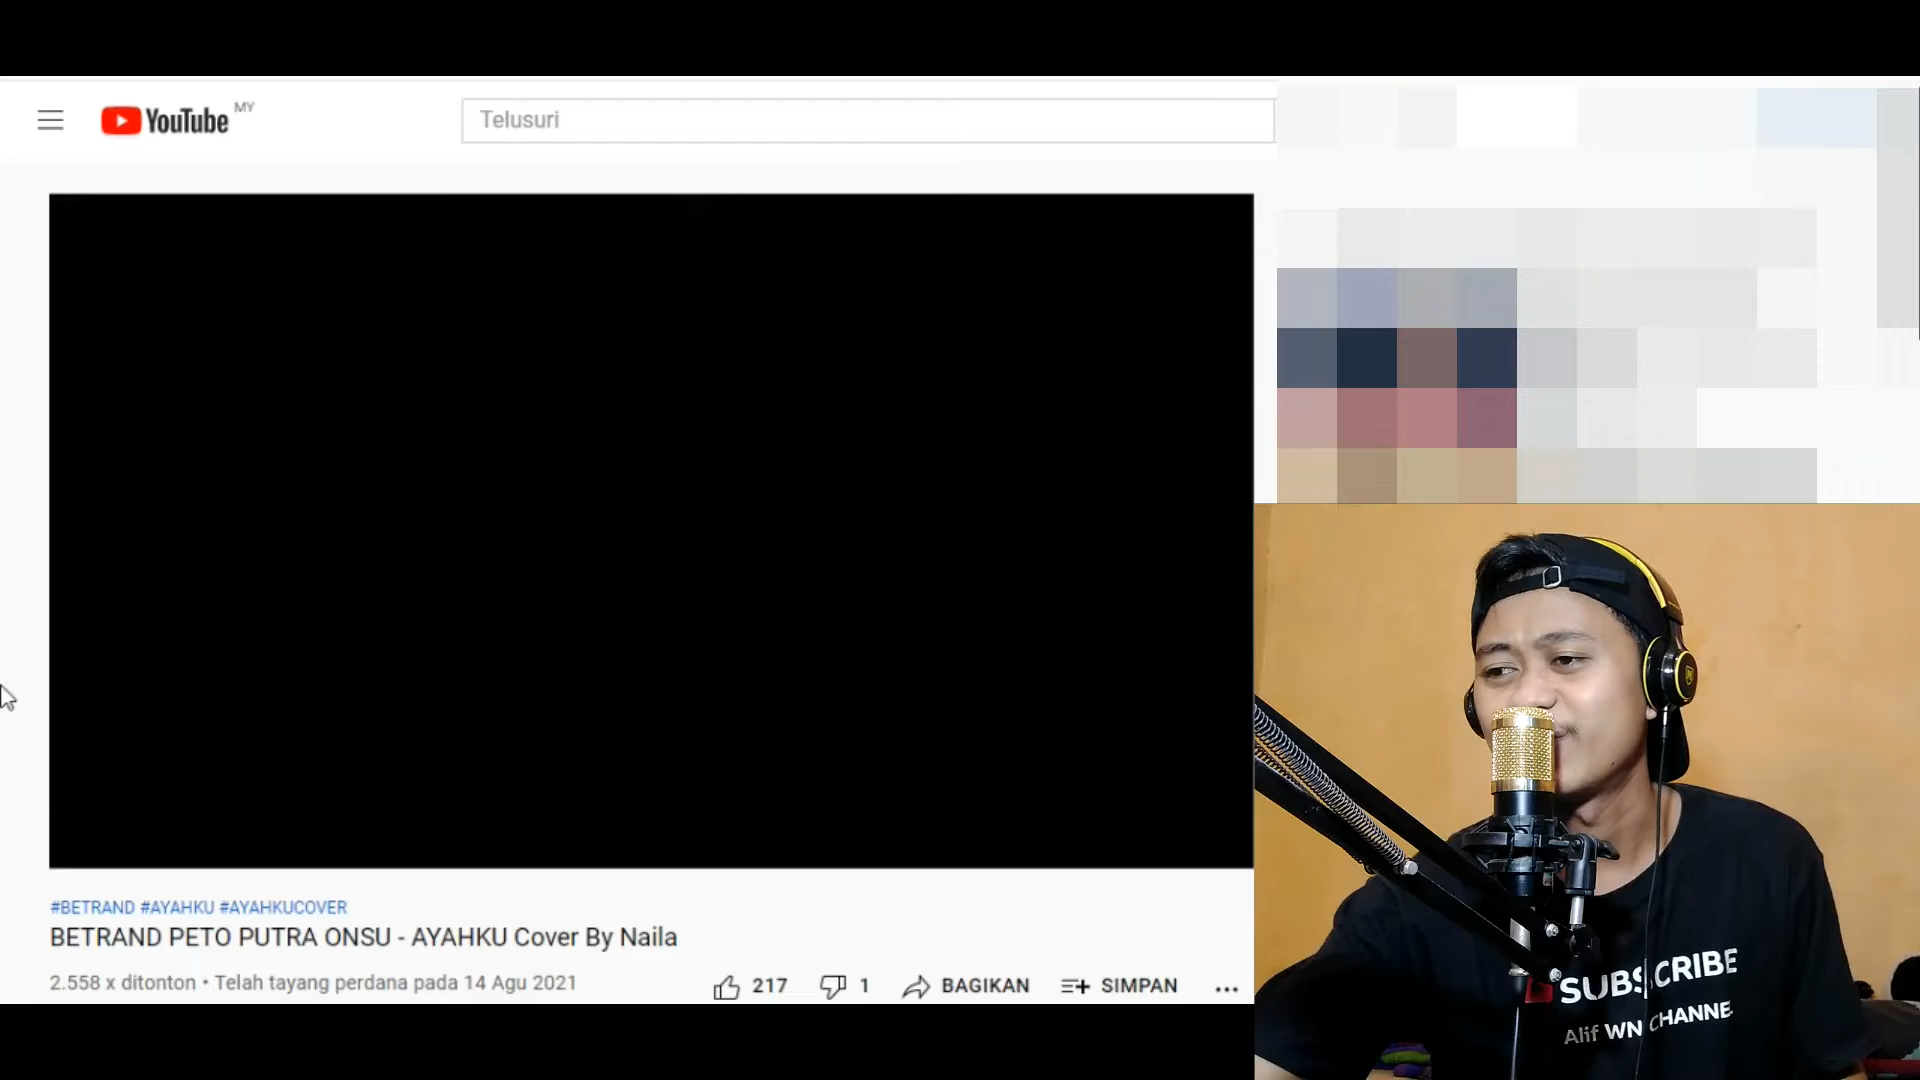 YouTube MY
Telusuri
#BETRAND #AYAHKU #AYAHKUCOVER
BETRAND PETO PUTRA ONSU - AYAHKU Cover By Naila
2.558 x ditonton • Telah tayang perdana pada 14 Agu 2021
217 1 BAGIKAN SIMPAN
SUBSCRIBE
Alif WN CHANNE